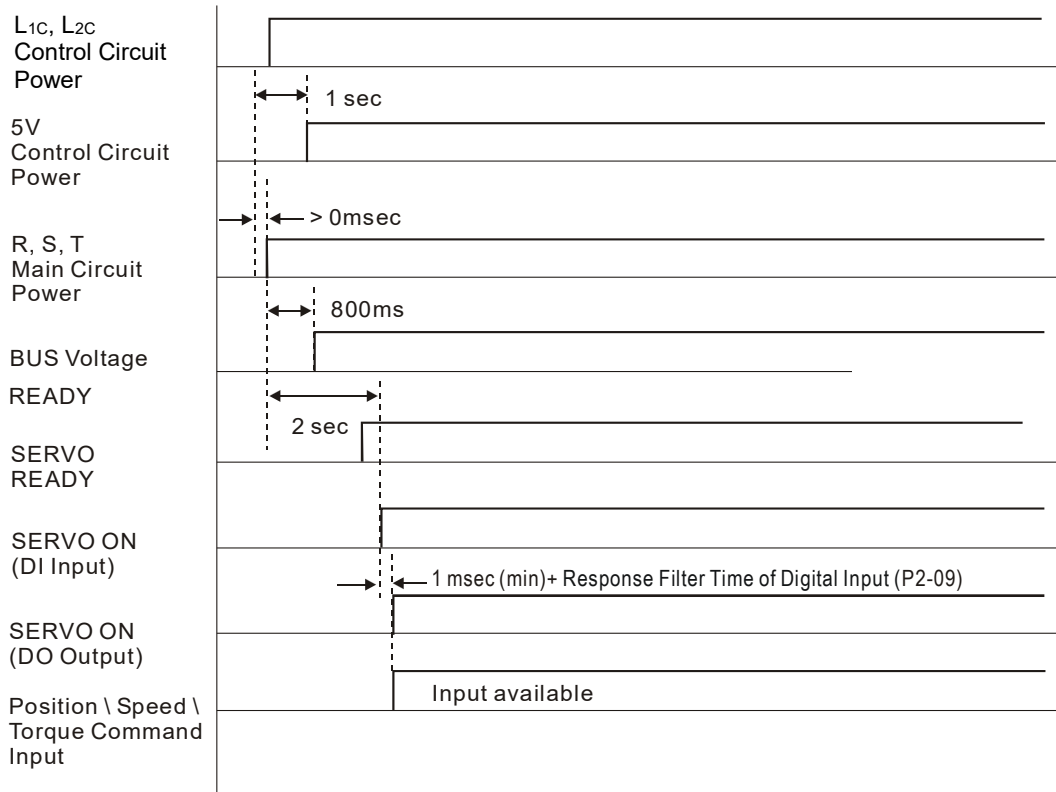 L1C, L2C
Control Circuit
Power
1 sec
5V
Control Circuit
Power
> 0msec
R, S, T
Main Circuit
Power
800ms
BUS Voltage
READY
2 sec
SERVO
READY
SERVO ON
(DI Input)
1 msec (min)+ Response Filter Time of Digital Input (P2-09)
SERVO ON
(DO Output)
Input available
Position \ Speed \
Torque Command
Input